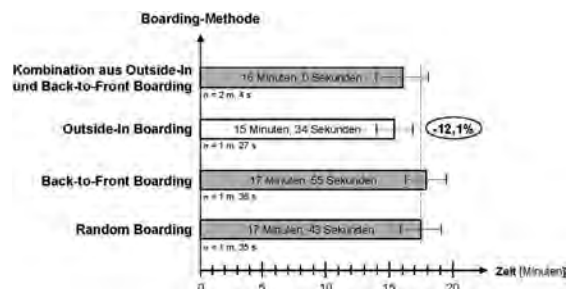 Boarding-Methode
Kombination aus Outside-In
und Back-to-Front Boarding
16 Minuten, 0 Sekunden
= 2 m. 4 s
Outside-In Boarding
15 Minuten, 34 Sekunden
-12,1%
= 1 m. 27 s
Back-to-Front Boarding
17 Minuten, 55 Sekunden
= 1 m. 36 s
Random Boarding
17 Minuten, 43 Sekunden
= 1 m. 35 s
0 5 10 15 20
Zeit [Minuten]